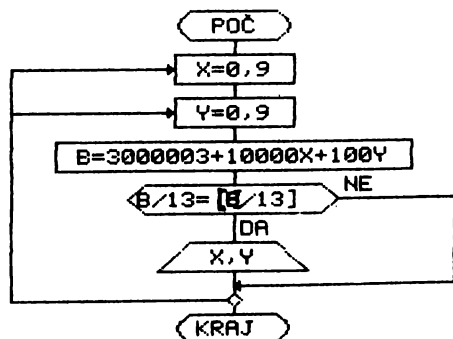 POČ
X=0,9
Y=0,9
B=3000003+10000X+100Y
B/13=[B/13]
NE
DA
X,Y
KRAJ